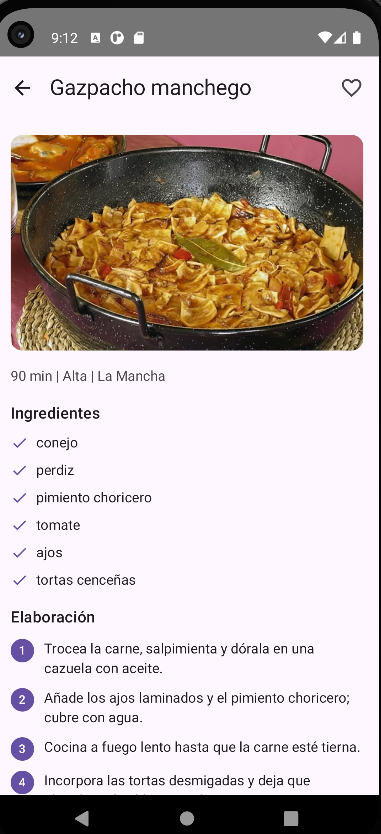 9:12
Gazpacho manchego
90 min | Alta | La Mancha
Ingredientes
conejo
perdiz
pimiento choricero
tomate
ajos
tortas cenceñas
Elaboración
1 Trocea la carne, salpimienta y dórala en una
cazuela con aceite.
2 Añade los ajos laminados y el pimiento choricero;
cubre con agua.
3 Cocina a fuego lento hasta que la carne esté tierna.
4 Incorpora las tortas desmigadas y deja que